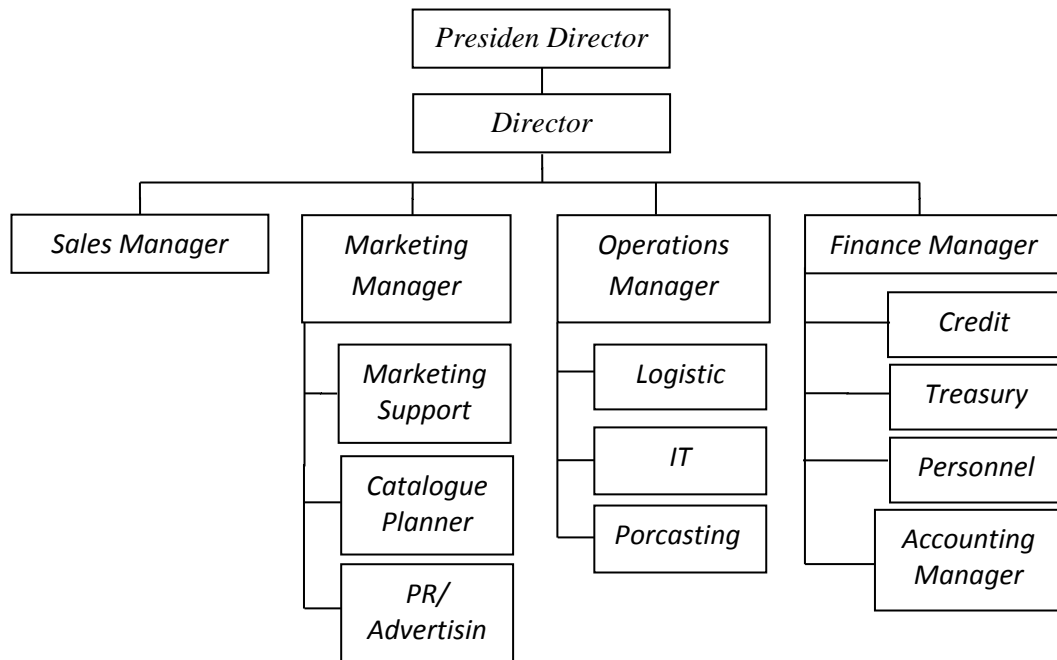 Presiden Director
Director
Sales Manager
Marketing
Manager
Operations
Manager
Finance Manager
Marketing
Support
Catalogue
Planner
PR/
Advertisin
Logistic
IT
Porcasting
Credit
Treasury
Personnel
Accounting
Manager